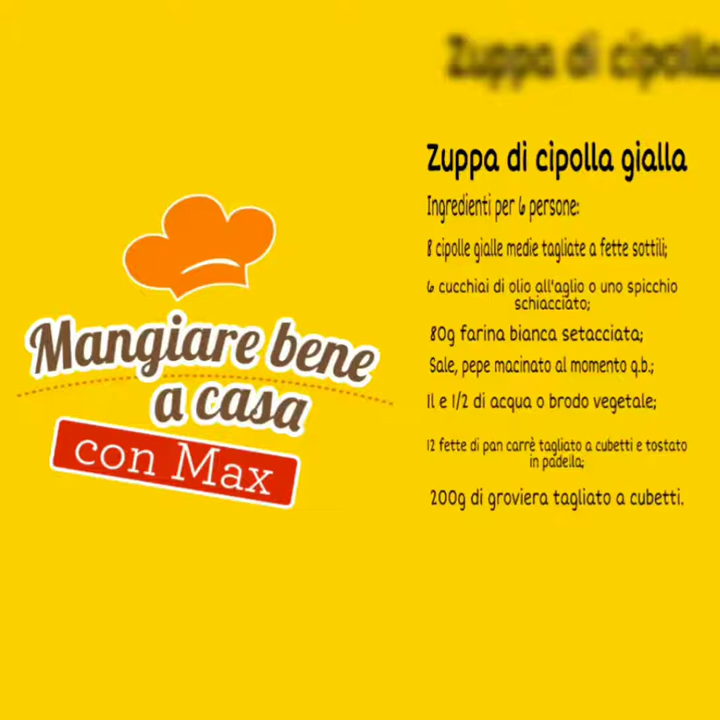 Zuppa di cipolla
Zuppa di cipolla gialla
Ingredienti per 6 persone:
8 cipolle gialle medie tagliate a fette sottili;
6 cucchiai di olio all'aglio o uno spicchio
schiacciato;
80g farina bianca setacciata;
Sale, pepe macinato al momento q.b.;
1l e 1/2 di acqua o brodo vegetale;
12 fette di pan carrè tagliato a cubetti e tostato
in padella;
200g di groviera tagliato a cubetti.
Mangiare bene
a casa
con Max